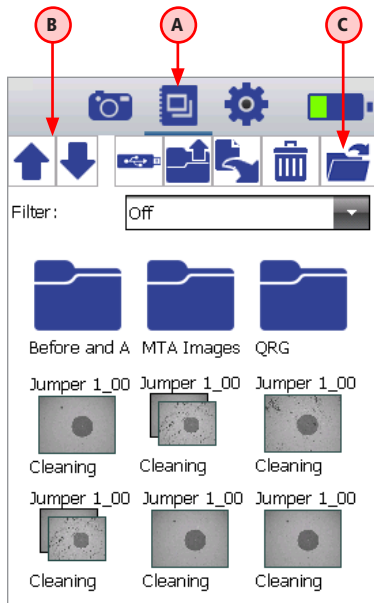 B A C
Filter: Off
Before and A MTA Images QRG
Jumper 1_00 Jumper 1_00 Jumper 1_00
Cleaning Cleaning Cleaning
Jumper 1_00 Jumper 1_00 Jumper 1_00
Cleaning Cleaning Cleaning